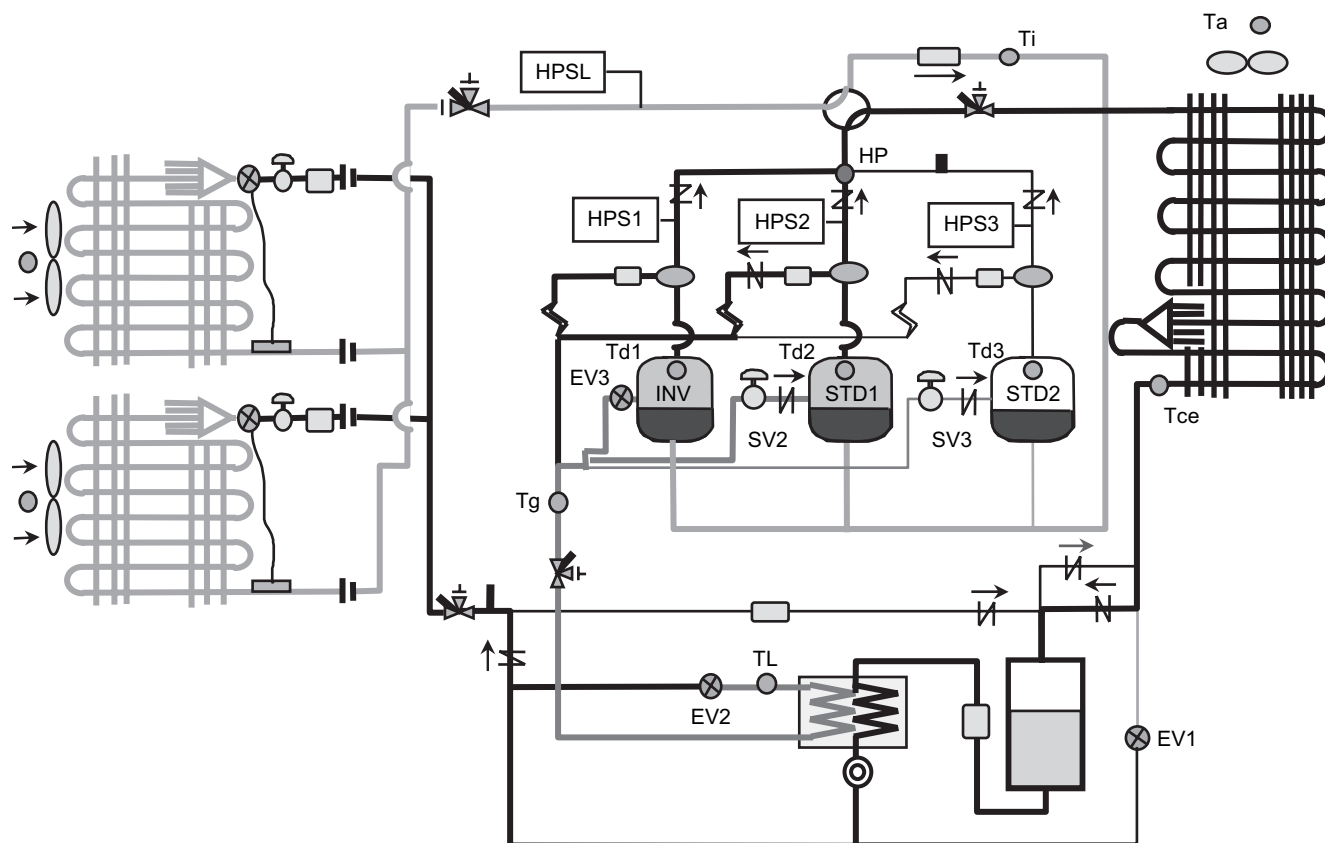 Ta
Ti
HPSL
HP
HPS1
HPS2
HPS3
Td1
Td2
Td3
EV3
INV
STD1
STD2
SV2
SV3
Tce
Tg
TL
EV2
EV1